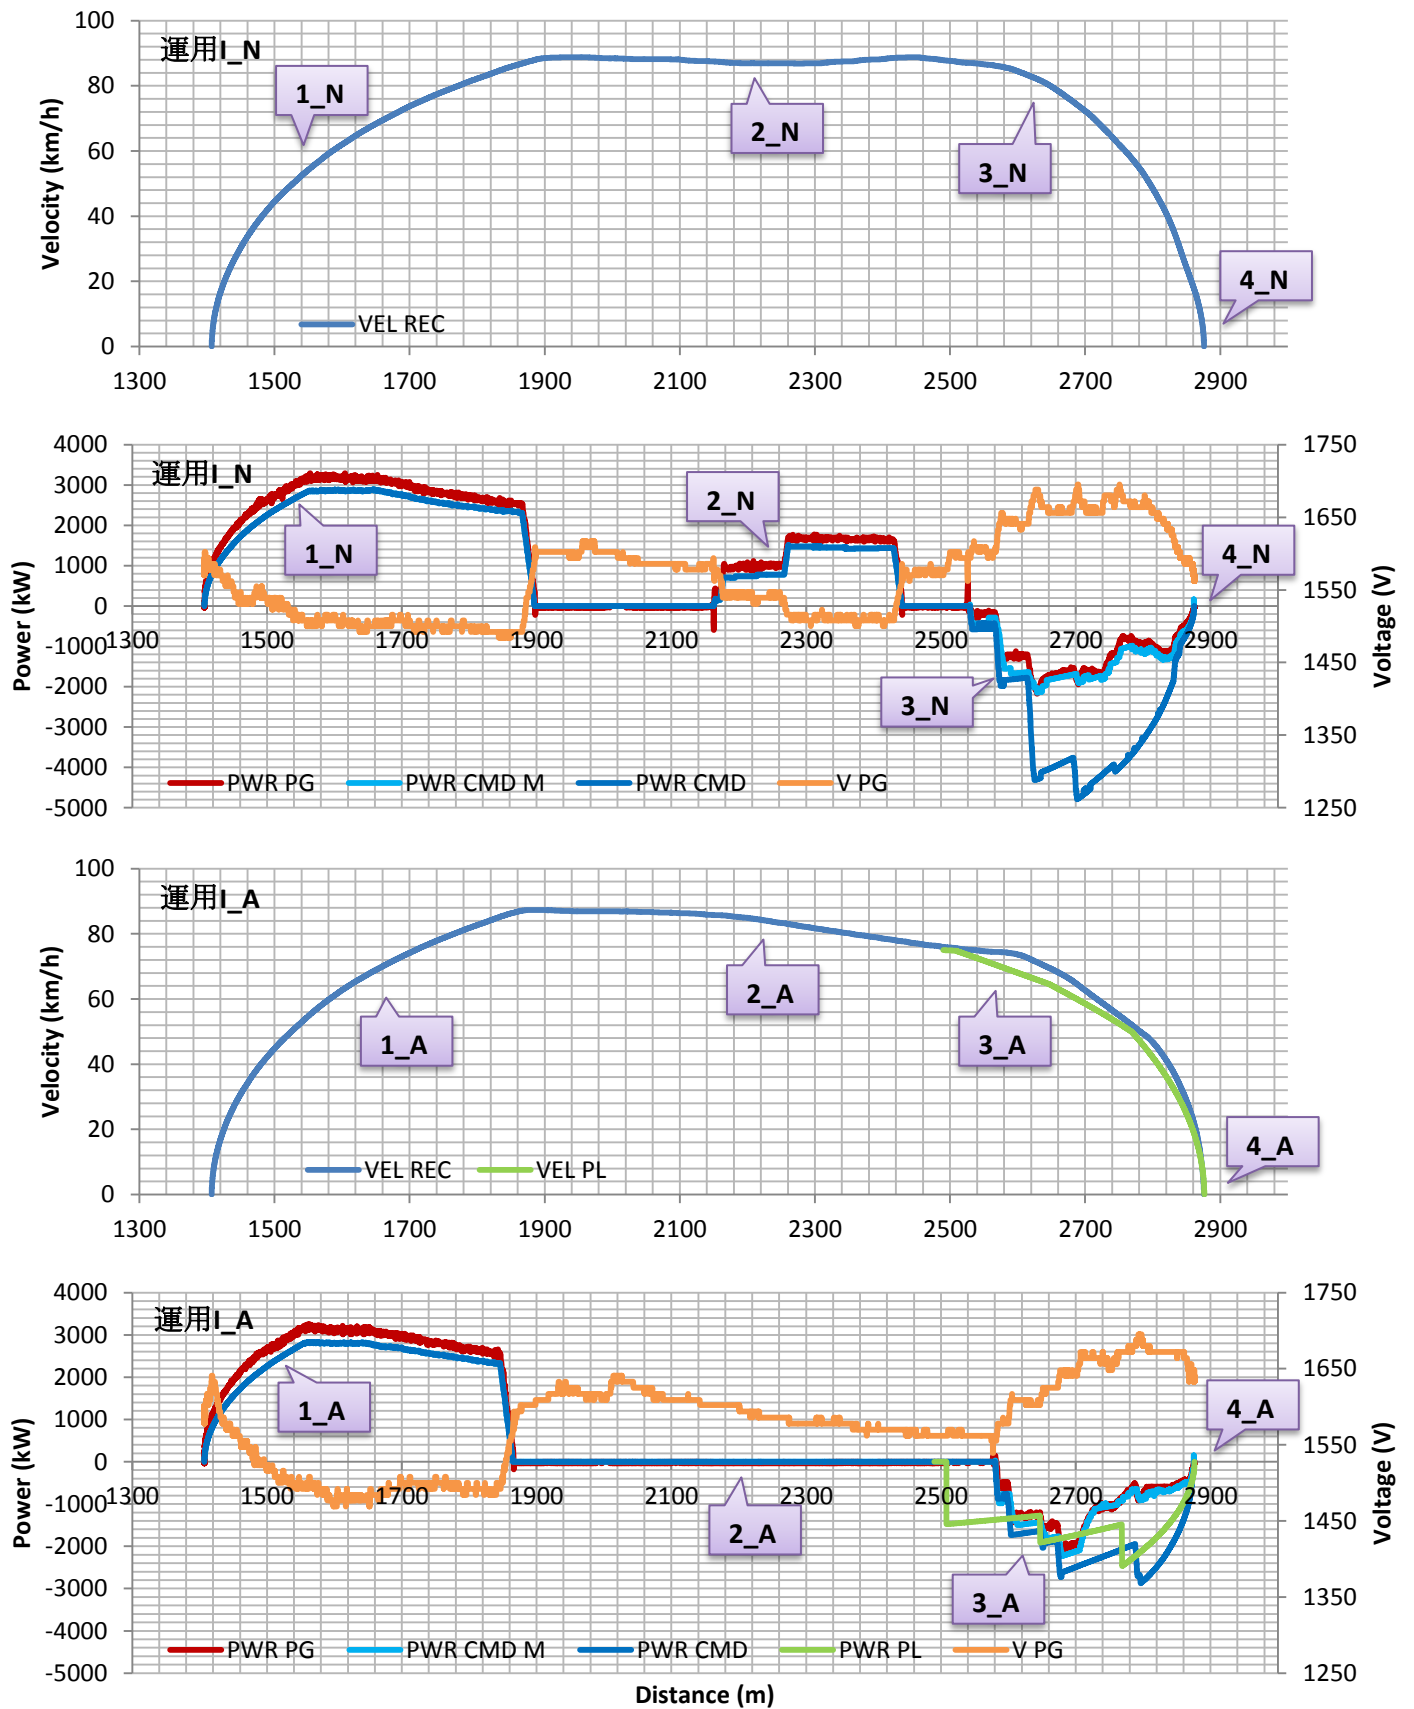 運用I_N
100
80
60
40
20
0
Velocity (km/h)
1_N
2_N
3_N
4_N
VEL REC
1300 1500 1700 1900 2100 2300 2500 2700 2900
運用I_N
4000
3000
2000
1000
0
-1000
-2000
-3000
-4000
-5000
Power (kW)
1750
1650
1550
1450
1350
1250
Voltage (V)
1_N
2_N
3_N
4_N
1300 1500 1700 1900 2100 2300 2500 2700 2900
PWR PG PWR CMD M PWR CMD V PG
運用I_A
100
80
60
40
20
0
Velocity (km/h)
1_A
2_A
3_A
4_A
VEL REC VEL PL
1300 1500 1700 1900 2100 2300 2500 2700 2900
運用I_A
4000
3000
2000
1000
0
-1000
-2000
-3000
-4000
-5000
Power (kW)
1750
1650
1550
1450
1350
1250
Voltage (V)
1_A
2_A
3_A
4_A
1300 1500 1700 1900 2100 2300 2500 2700 2900
PWR PG PWR CMD M PWR CMD PWR PL V PG
Distance (m)